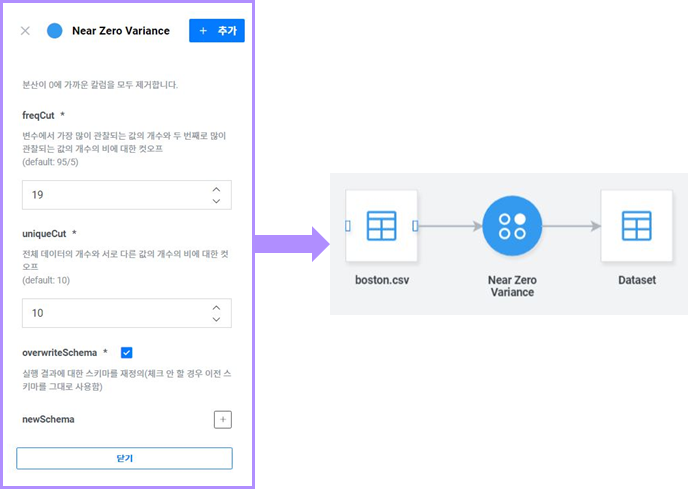 Near Zero Variance
+ 추가
분산이 0에 가까운 칼럼을 모두 제거합니다.
freqCut *
변수에서 가장 많이 관찰되는 값의 개수와 두 번째로 많이
관찰되는 값의 개수의 비에 대한 컷오프
(default: 95/5)
19
uniqueCut *
전체 데이터의 개수와 서로 다른 값의 개수의 비에 대한 컷
오프
(default: 10)
10
overwriteSchema *
실행 결과에 대한 스키마를 재정의(체크 안 할 경우 이전 스
키마를 그대로 사용함)
newSchema
닫기
boston.csv
Near Zero
Variance
Dataset